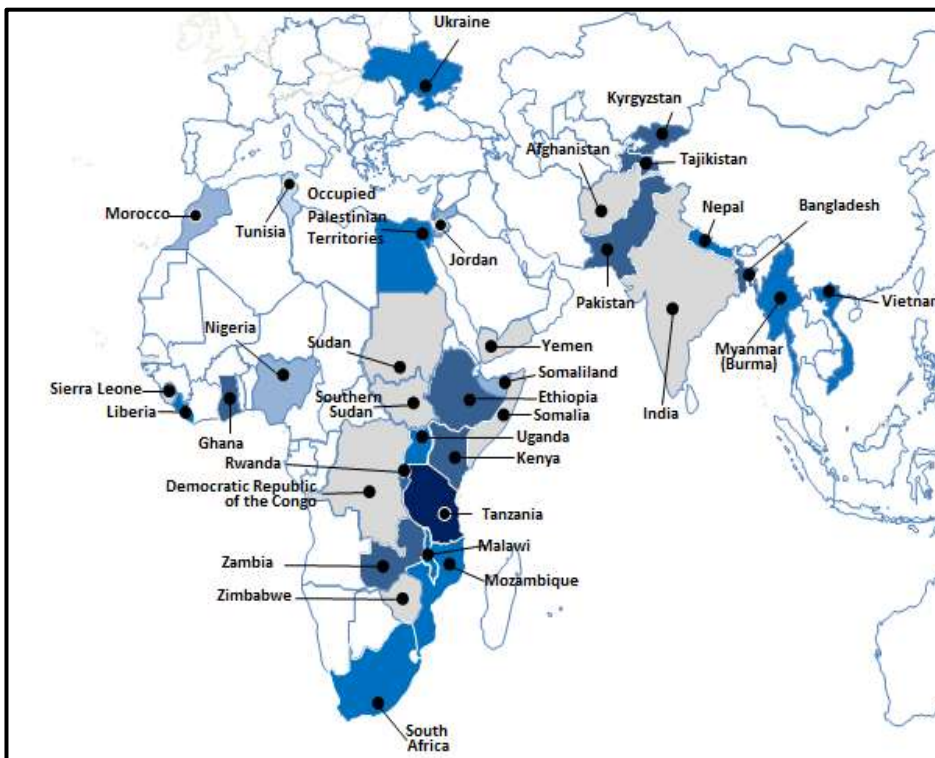 Ukraine
Kyrgyzstan
Afghanistan
Tajikistan
Occupied
Palestinian
Territories
Morocco
Tunisia
Jordan
Nepal
Bangladesh
Pakistan
Vietnam
Nigeria
Sudan
Yemen
Myanmar
(Burma)
Sierra Leone
Somaliland
Southern
Sudan
Ethiopia
Liberia
Somalia
India
Ghana
Uganda
Rwanda
Kenya
Democratic Republic
of the Congo
Tanzania
Malawi
Zambia
Mozambique
Zimbabwe
South
Africa